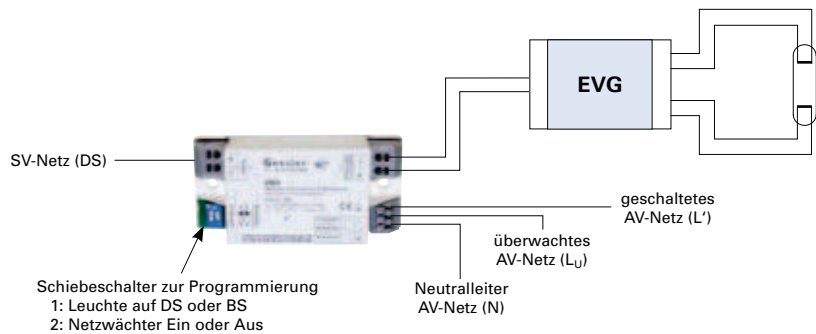 EVG
SV-Netz (DS)
geschaltetes
AV-Netz (L')
überwachtes
AV-Netz (LU)
Neutralleiter
AV-Netz (N)
Schiebeschalter zur Programmierung
1: Leuchte auf DS oder BS
2: Netzwächter Ein oder Aus